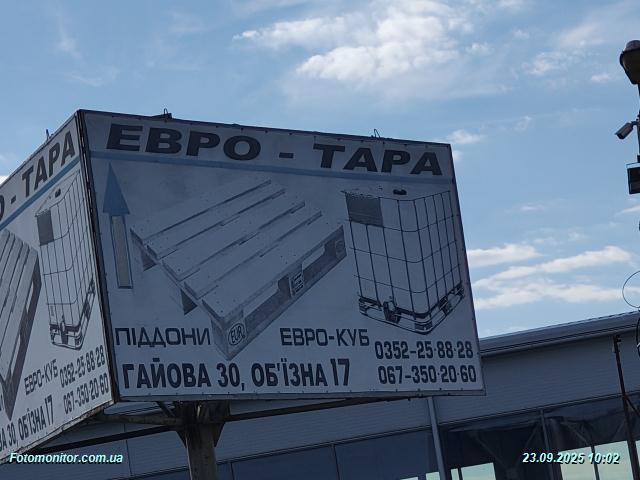 ЕВРО - ТАРА
EUR
ПІДДОНИ
ЕВРО-КУБ
0352-25-88-28
ГАЙОВА 30, ОБ'ЇЗНА 17
067-350-20-60
О - ТАРА
ЕВРО-КУБ
0352-25-88-28
ВА 30, ОБ'ЇЗНА 17
067-350-20-60
Fotomonitor.com.ua
23.09.2025 10:02